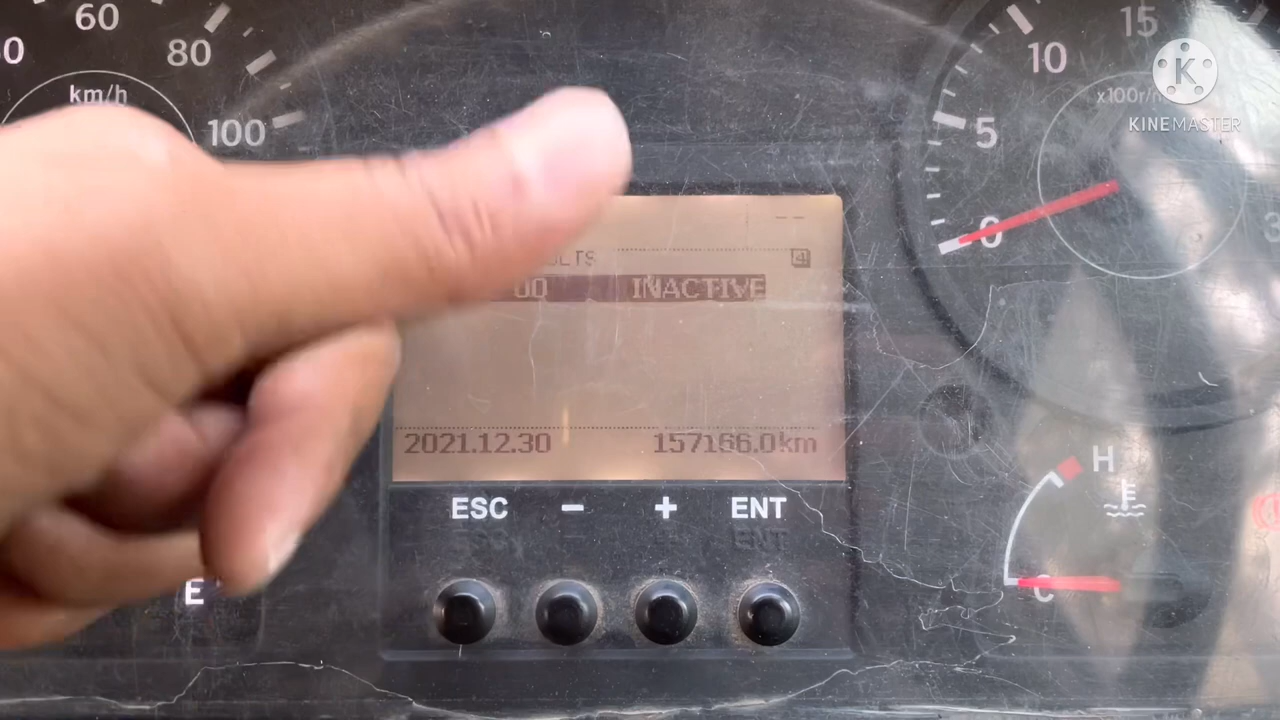 60
80
km/h
100
15
10
x100r/m
5
0
K
KINEMASTER
--
4
00 INACTIVE
2021.12.30 157166.0km
ESC - + ENT
H
C
E